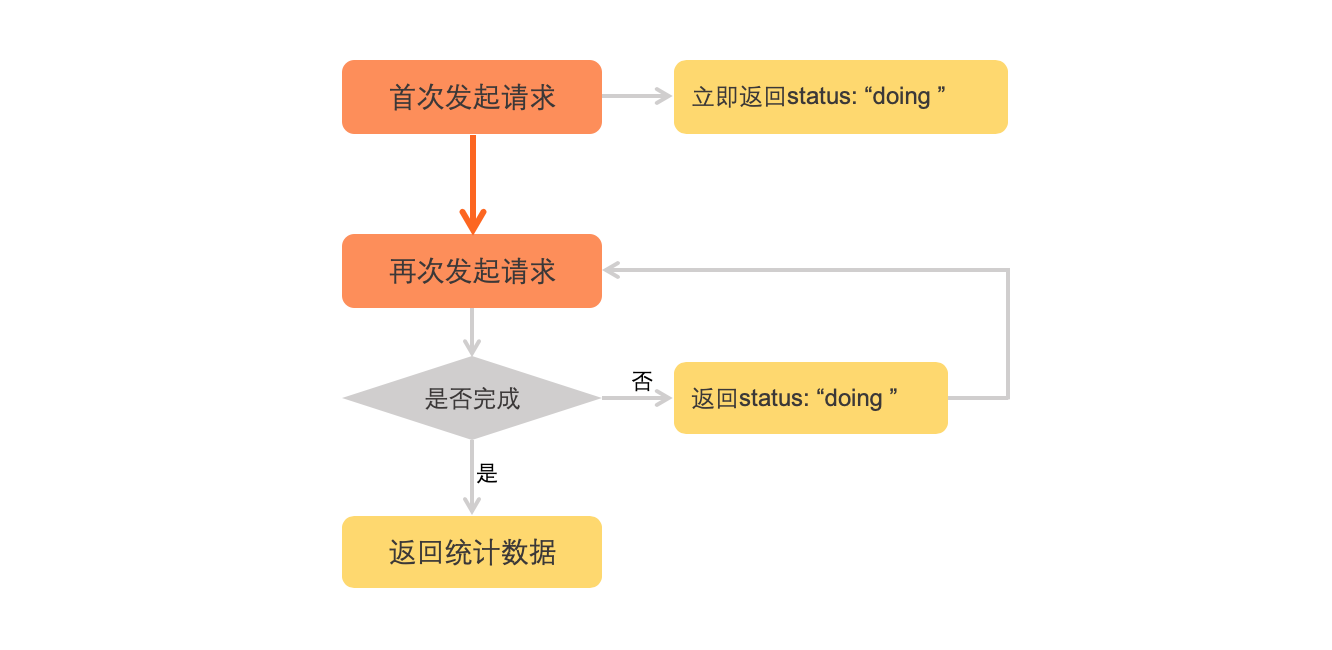 首次发起请求
立即返回status: “doing ”
再次发起请求
是否完成
否
返回status: “doing ”
是
返回统计数据